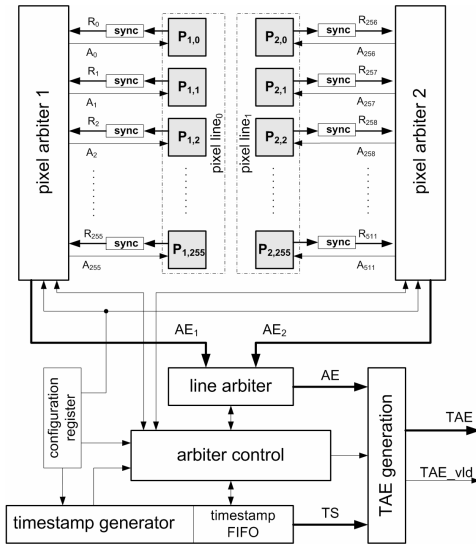 pixel arbiter 1
R0
sync
A0
P1,0
R1
sync
A1
P1,1
R2
sync
A2
P1,2
R255
sync
A255
P1,255
pixel line0
pixel line1
P2,0
sync
R256
A256
P2,1
sync
R257
A257
P2,2
sync
R258
A258
P2,255
sync
R511
A511
pixel arbiter 2
AE1
AE2
line arbiter
AE
configuration
register
arbiter control
TAE generation
TAE
TAE_vld
timestamp generator
timestamp
FIFO
TS